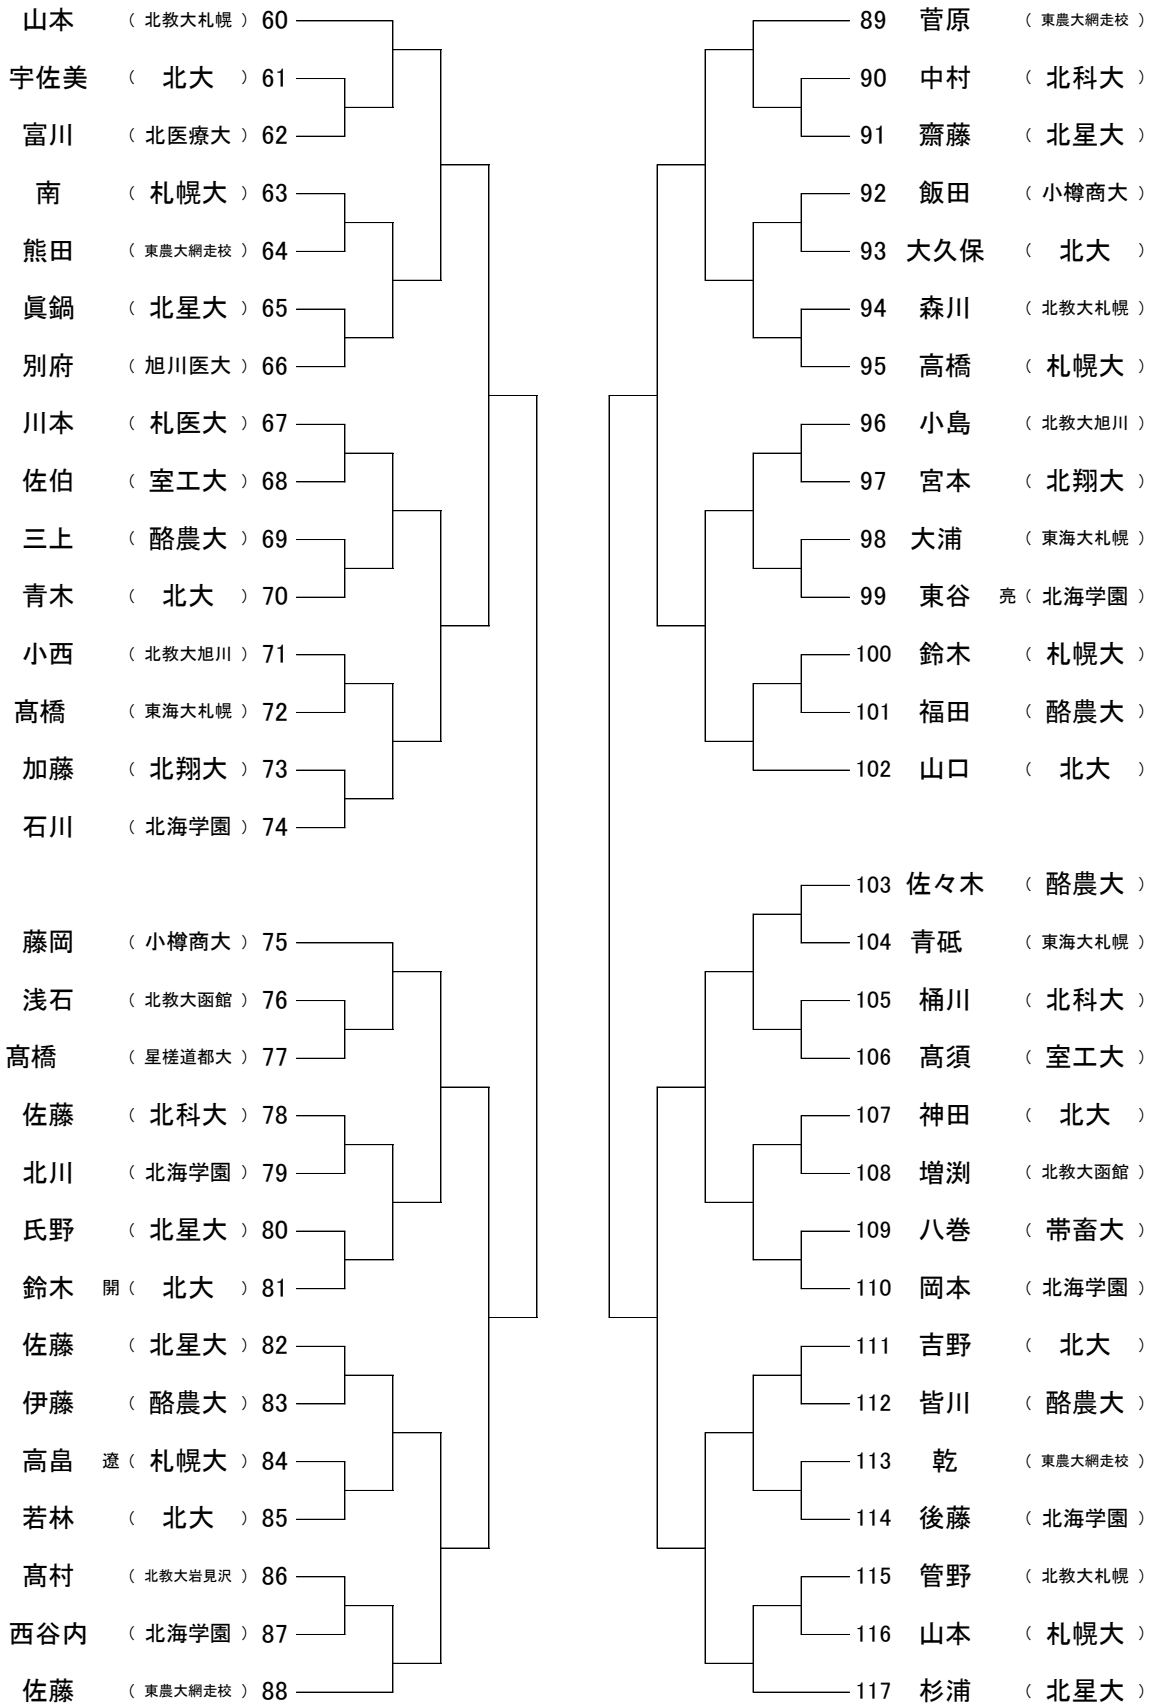 山本 （ 北教大札幌 ） 60
宇佐美 （ 北大 ） 61
富川 （ 北医療大 ） 62
南 （ 札幌大 ） 63
熊田 （ 東農大網走校 ） 64
眞鍋 （ 北星大 ） 65
別府 （ 旭川医大 ） 66
川本 （ 札医大 ） 67
佐伯 （ 室工大 ） 68
三上 （ 酪農大 ） 69
青木 （ 北大 ） 70
小西 （ 北教大旭川 ） 71
髙橋 （ 東海大札幌 ） 72
加藤 （ 北翔大 ） 73
石川 （ 北海学園 ） 74
藤岡 （ 小樽商大 ） 75
浅石 （ 北教大函館 ） 76
髙橋 （ 星槎道都大 ） 77
佐藤 （ 北科大 ） 78
北川 （ 北海学園 ） 79
氏野 （ 北星大 ） 80
鈴木 開 （ 北大 ） 81
佐藤 （ 北星大 ） 82
伊藤 （ 酪農大 ） 83
高畠 遼 （ 札幌大 ） 84
若林 （ 北大 ） 85
髙村 （ 北教大岩見沢 ） 86
西谷内 （ 北海学園 ） 87
佐藤 （ 東農大網走校 ） 88
89 菅原 （ 東農大網走校 ）
90 中村 （ 北科大 ）
91 齋藤 （ 北星大 ）
92 飯田 （ 小樽商大 ）
93 大久保 （ 北大 ）
94 森川 （ 北教大札幌 ）
95 高橋 （ 札幌大 ）
96 小島 （ 北教大旭川 ）
97 宮本 （ 北翔大 ）
98 大浦 （ 東海大札幌 ）
99 東谷 亮 （ 北海学園 ）
100 鈴木 （ 札幌大 ）
101 福田 （ 酪農大 ）
102 山口 （ 北大 ）
103 佐々木 （ 酪農大 ）
104 青砥 （ 東海大札幌 ）
105 桶川 （ 北科大 ）
106 髙須 （ 室工大 ）
107 神田 （ 北大 ）
108 増渕 （ 北教大函館 ）
109 八巻 （ 帯畜大 ）
110 岡本 （ 北海学園 ）
111 吉野 （ 北大 ）
112 皆川 （ 酪農大 ）
113 乾 （ 東農大網走校 ）
114 後藤 （ 北海学園 ）
115 管野 （ 北教大札幌 ）
116 山本 （ 札幌大 ）
117 杉浦 （ 北星大 ）